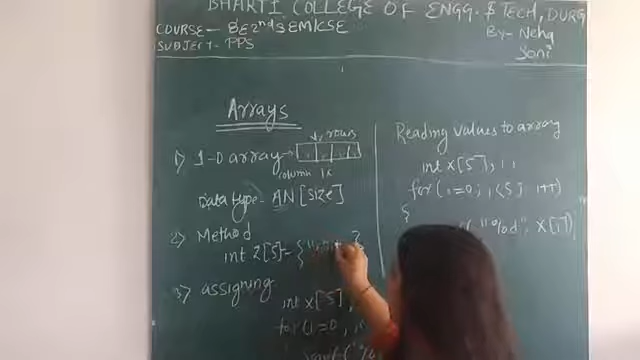 BHARTI COLLEGE OF ENGG. & TECH, DURG
COURSE - BE 2nd SEM/CSE
SUBJECT - PPS
By- Neha
Soni
Arrays
1) 1-D array → rows
column
Data type AN [size]
2) Method
int Z[5] = {
3) assigning
int x[5],
for (i=0, i<
Reading values to array
int x[5], i,
for (i=0; i<5; i++)
{
"%d", x[i]),